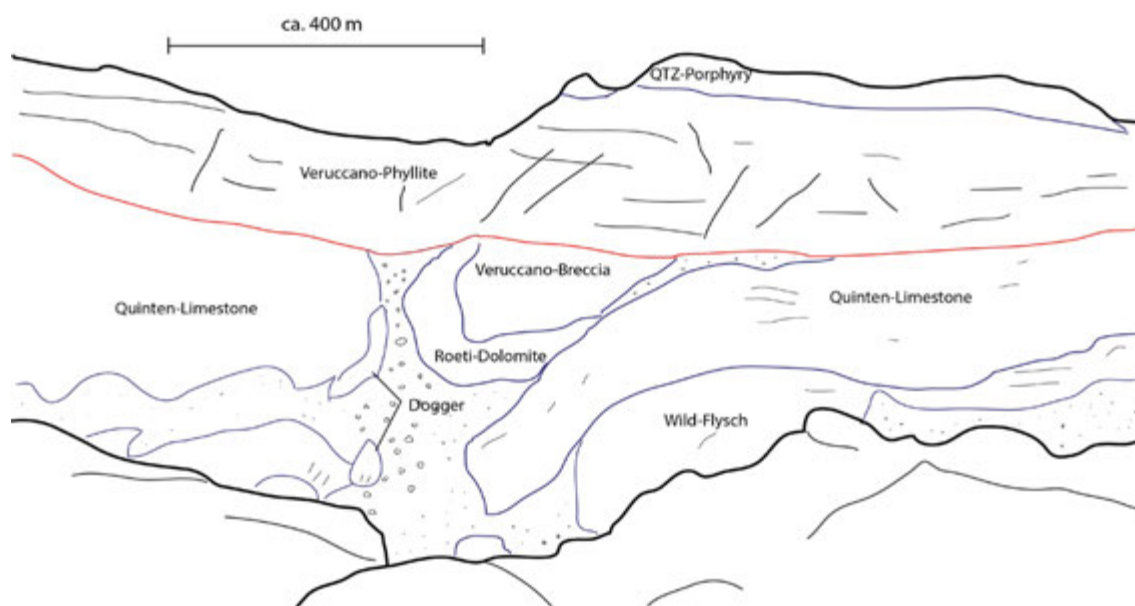 ca. 400 m
QTZ-Porphyry
Veruccano-Phyllite
Veruccano-Breccia
Quinten-Limestone
Quinten-Limestone
Roeti-Dolomite
Dogger
Wild-Flysch